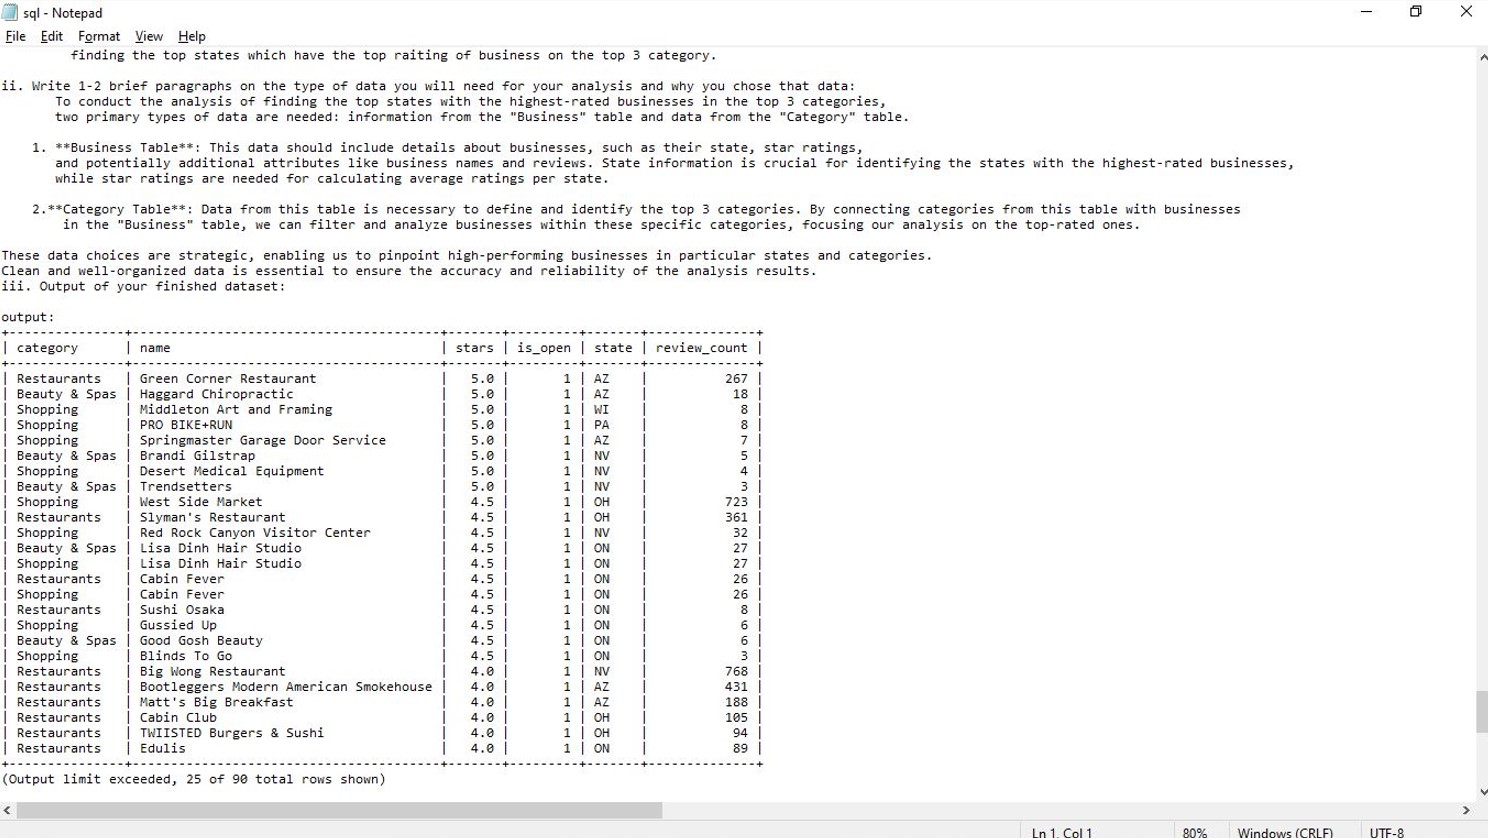 sql - Notepad
File Edit Format View Help
finding the top states which have the top raiting of business on the top 3 category.
ii. Write 1-2 brief paragraphs on the type of data you will need for your analysis and why you chose that data:
To conduct the analysis of finding the top states with the highest-rated businesses in the top 3 categories,
two primary types of data are needed: information from the "Business" table and data from the "Category" table.
1. **Business Table**: This data should include details about businesses, such as their state, star ratings,
and potentially additional attributes like business names and reviews. State information is crucial for identifying the states with the highest-rated businesses,
while star ratings are needed for calculating average ratings per state.
2.**Category Table**: Data from this table is necessary to define and identify the top 3 categories. By connecting categories from this table with businesses
in the "Business" table, we can filter and analyze businesses within these specific categories, focusing our analysis on the top-rated ones.
These data choices are strategic, enabling us to pinpoint high-performing businesses in particular states and categories.
Clean and well-organized data is essential to ensure the accuracy and reliability of the analysis results.
iii. Output of your finished dataset:
output:
+---------------+----------------------------------------+-------+---------+-------+--------------+
| category | name | stars | is_open | state | review_count |
+---------------+----------------------------------------+-------+---------+-------+--------------+
| Restaurants | Green Corner Restaurant | 5.0 | 1 | AZ | 267 |
| Beauty & Spas | Haggard Chiropractic | 5.0 | 1 | AZ | 18 |
| Shopping | Middleton Art and Framing | 5.0 | 1 | WI | 8 |
| Shopping | PRO BIKE+RUN | 5.0 | 1 | PA | 8 |
| Shopping | Springmaster Garage Door Service | 5.0 | 1 | AZ | 7 |
| Beauty & Spas | Brandi Gilstrap | 5.0 | 1 | NV | 5 |
| Shopping | Desert Medical Equipment | 5.0 | 1 | NV | 4 |
| Beauty & Spas | Trendsetters | 5.0 | 1 | NV | 3 |
| Shopping | West Side Market | 4.5 | 1 | OH | 723 |
| Restaurants | Slyman's Restaurant | 4.5 | 1 | OH | 361 |
| Shopping | Red Rock Canyon Visitor Center | 4.5 | 1 | NV | 32 |
| Beauty & Spas | Lisa Dinh Hair Studio | 4.5 | 1 | ON | 27 |
| Shopping | Lisa Dinh Hair Studio | 4.5 | 1 | ON | 27 |
| Restaurants | Cabin Fever | 4.5 | 1 | ON | 26 |
| Shopping | Cabin Fever | 4.5 | 1 | ON | 26 |
| Restaurants | Sushi Osaka | 4.5 | 1 | ON | 8 |
| Shopping | Gussied Up | 4.5 | 1 | ON | 6 |
| Beauty & Spas | Good Gosh Beauty | 4.5 | 1 | ON | 6 |
| Shopping | Blinds To Go | 4.5 | 1 | ON | 3 |
| Restaurants | Big Wong Restaurant | 4.0 | 1 | NV | 768 |
| Restaurants | Bootleggers Modern American Smokehouse | 4.0 | 1 | AZ | 431 |
| Restaurants | Matt's Big Breakfast | 4.0 | 1 | AZ | 188 |
| Restaurants | Cabin Club | 4.0 | 1 | OH | 105 |
| Restaurants | TWIISTED Burgers & Sushi | 4.0 | 1 | OH | 94 |
| Restaurants | Edulis | 4.0 | 1 | ON | 89 |
+---------------+----------------------------------------+-------+---------+-------+--------------+
(Output limit exceeded, 25 of 90 total rows shown)
Ln 1, Col 1 80% Windows (CRLF) UTF-8